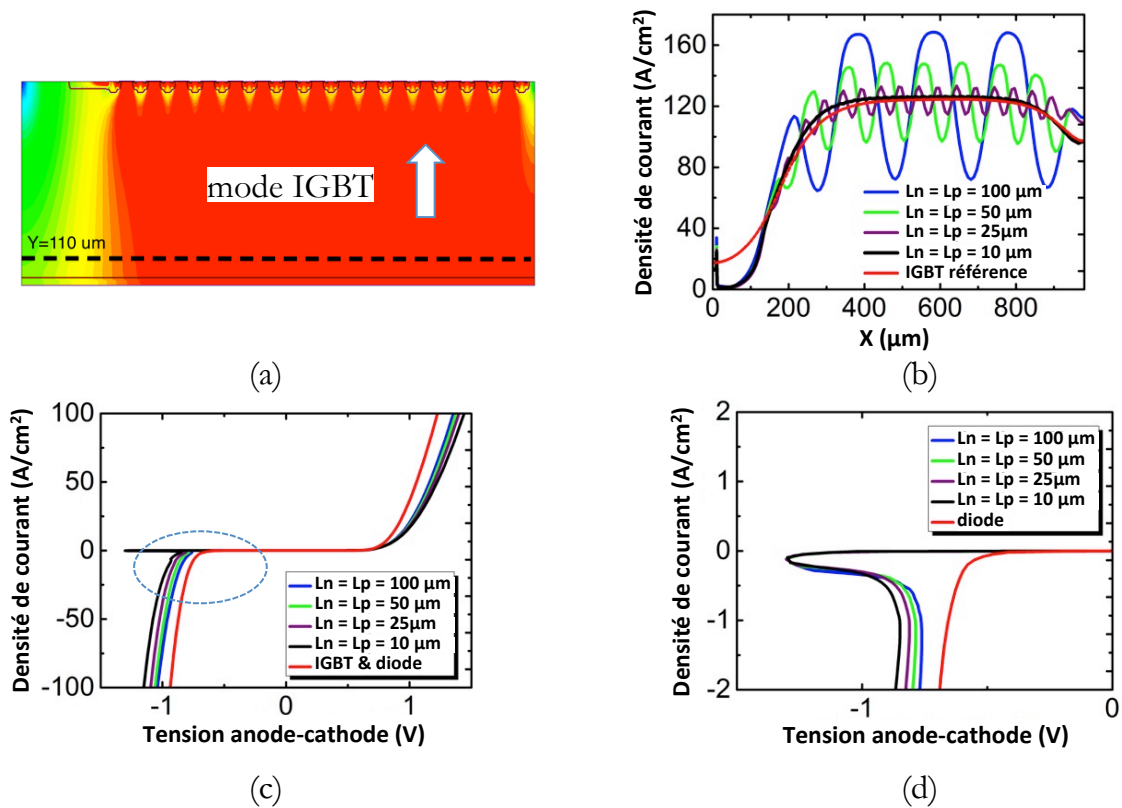 mode IGBT
Y=110 um
(a)
Densité de courant (A/cm²)
160
120
80
40
0
0
200
400
600
800
X (µm)
Ln = Lp = 100 µm
Ln = Lp = 50 µm
Ln = Lp = 25µm
Ln = Lp = 10 µm
IGBT référence
(b)
Densité de courant (A/cm²)
100
50
0
-50
-100
-1
0
1
Tension anode-cathode (V)
Ln = Lp = 100 µm
Ln = Lp = 50 µm
Ln = Lp = 25µm
Ln = Lp = 10 µm
IGBT & diode
(c)
Densité de courant (A/cm²)
2
1
0
-1
-2
-1
0
Tension anode-cathode (V)
Ln = Lp = 100 µm
Ln = Lp = 50 µm
Ln = Lp = 25µm
Ln = Lp = 10 µm
diode
(d)